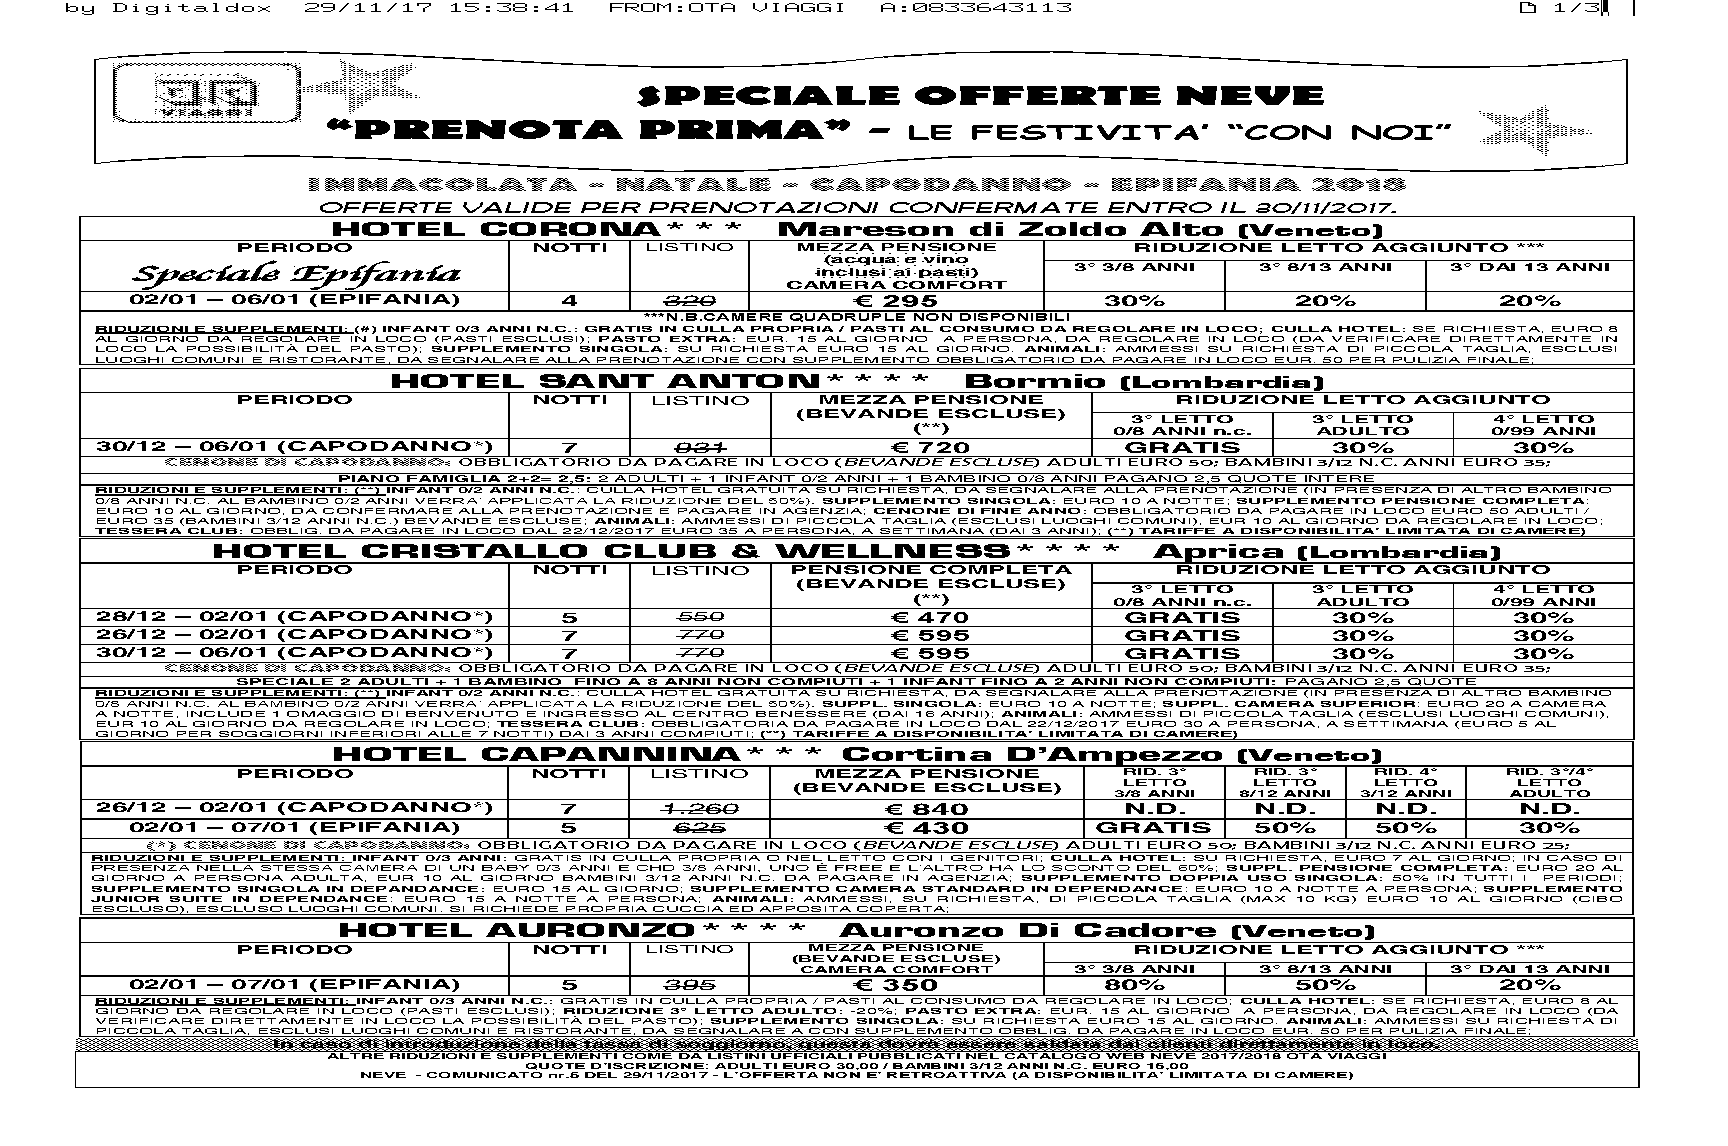 by Digitaldox 29/11/17 15:38:41 FROM:OTA VIAGGI A:0833643113 1/3
VIAGGI
SPECIALE OFFERTE NEVE
“PRENOTA PRIMA” – LE FESTIVITA’ “CON NOI”
IMMACOLATA – NATALE – CAPODANNO – EPIFANIA 2018
OFFERTE VALIDE PER PRENOTAZIONI CONFERMATE ENTRO IL 30/11/2017.
HOTEL CORONA*** Mareson di Zoldo Alto (Veneto)
PERIODO NOTTI LISTINO MEZZA PENSIONE RIDUZIONE LETTO AGGIUNTO ***
Speciale Epifania (acqua e vino
inclusi ai pasti) 3° 3/8 ANNI 3° 8/13 ANNI 3° DAI 13 ANNI
CAMERA COMFORT
02/01 – 06/01 (EPIFANIA) 4 320 € 295 30% 20% 20%
***N.B.CAMERE QUADRUPLE NON DISPONIBILI
RIDUZIONI E SUPPLEMENTI: (#) INFANT 0/3 ANNI N.C.: GRATIS IN CULLA PROPRIA / PASTI AL CONSUMO DA REGOLARE IN LOCO; CULLA HOTEL: SE RICHIESTA, EURO 8
AL GIORNO DA REGOLARE IN LOCO (PASTI ESCLUSI); PASTO EXTRA: EUR. 15 AL GIORNO A PERSONA, DA REGOLARE IN LOCO (DA VERIFICARE DIRETTAMENTE IN
LOCO LA POSSIBILITÀ DEL PASTO); SUPPLEMENTO SINGOLA: SU RICHIESTA EURO 15 AL GIORNO. ANIMALI: AMMESSI SU RICHIESTA DI PICCOLA TAGLIA, ESCLUSI
LUOGHI COMUNI E RISTORANTE, DA SEGNALARE ALLA PRENOTAZIONE CON SUPPLEMENTO OBBLIGATORIO DA PAGARE IN LOCO EUR. 50 PER PULIZIA FINALE;
HOTEL SANT ANTON**** Bormio (Lombardia)
PERIODO NOTTI LISTINO MEZZA PENSIONE RIDUZIONE LETTO AGGIUNTO
(BEVANDE ESCLUSE) 3° LETTO 3° LETTO 4° LETTO
(**) 0/8 ANNI n.c. ADULTO 0/99 ANNI
30/12 – 06/01 (CAPODANNO*) 7 931 € 720 GRATIS 30% 30%
CENONE DI CAPODANNO: OBBLIGATORIO DA PAGARE IN LOCO (BEVANDE ESCLUSE) ADULTI EURO 50; BAMBINI 3/12 N.C. ANNI EURO 35;
PIANO FAMIGLIA 2+2= 2,5: 2 ADULTI + 1 INFANT 0/2 ANNI + 1 BAMBINO 0/8 ANNI PAGANO 2,5 QUOTE INTERE
RIDUZIONI E SUPPLEMENTI: (**) INFANT 0/2 ANNI N.C.: CULLA HOTEL GRATUITA SU RICHIESTA, DA SEGNALARE ALLA PRENOTAZIONE (IN PRESENZA DI ALTRO BAMBINO
0/8 ANNI N.C. AL BAMBINO 0/2 ANNI VERRA’ APPLICATA LA RIDUZIONE DEL 50%). SUPPLEMENTO SINGOLA: EURO 10 A NOTTE; SUPPLEMENTO PENSIONE COMPLETA:
EURO 10 AL GIORNO, DA CONFERMARE ALLA PRENOTAZIONE E PAGARE IN AGENZIA; CENONE DI FINE ANNO: OBBLIGATORIO DA PAGARE IN LOCO EURO 50 ADULTI /
EURO 35 (BAMBINI 3/12 ANNI N.C.) BEVANDE ESCLUSE; ANIMALI: AMMESSI DI PICCOLA TAGLIA (ESCLUSI LUOGHI COMUNI), EUR 10 AL GIORNO DA REGOLARE IN LOCO;
TESSERA CLUB: OBBLIG. DA PAGARE IN LOCO DAL 22/12/2017 EURO 35 A PERSONA, A SETTIMANA (DAI 3 ANNI); (**) TARIFFE A DISPONIBILITA’ LIMITATA DI CAMERE)
HOTEL CRISTALLO CLUB & WELLNESS**** Aprica (Lombardia)
PERIODO NOTTI LISTINO PENSIONE COMPLETA RIDUZIONE LETTO AGGIUNTO
(BEVANDE ESCLUSE) 3° LETTO 3° LETTO 4° LETTO
(**) 0/8 ANNI n.c. ADULTO 0/99 ANNI
28/12 – 02/01 (CAPODANNO*) 5 550 € 470 GRATIS 30% 30%
26/12 – 02/01 (CAPODANNO*) 7 770 € 595 GRATIS 30% 30%
30/12 – 06/01 (CAPODANNO*) 7 770 € 595 GRATIS 30% 30%
CENONE DI CAPODANNO: OBBLIGATORIO DA PAGARE IN LOCO (BEVANDE ESCLUSE) ADULTI EURO 50; BAMBINI 3/12 N.C. ANNI EURO 35;
SPECIALE 2 ADULTI + 1 BAMBINO FINO A 8 ANNI NON COMPIUTI + 1 INFANT FINO A 2 ANNI NON COMPIUTI: PAGANO 2,5 QUOTE
RIDUZIONI E SUPPLEMENTI: (**) INFANT 0/2 ANNI N.C.: CULLA HOTEL GRATUITA SU RICHIESTA, DA SEGNALARE ALLA PRENOTAZIONE (IN PRESENZA DI ALTRO BAMBINO
0/8 ANNI N.C. AL BAMBINO 0/2 ANNI VERRA’ APPLICATA LA RIDUZIONE DEL 50%). SUPPL. SINGOLA: EURO 10 A NOTTE; SUPPL. CAMERA SUPERIOR: EURO 20 A CAMERA
A NOTTE, INCLUDE 1 OMAGGIO DI BENVENUTO E INGRESSO AL CENTRO BENESSERE (DAI 16 ANNI); ANIMALI: AMMESSI DI PICCOLA TAGLIA (ESCLUSI LUOGHI COMUNI),
EUR 10 AL GIORNO DA REGOLARE IN LOCO; TESSERA CLUB: OBBLIGATORIA DA PAGARE IN LOCO DAL 22/12/2017 EURO 30 A PERSONA, A SETTIMANA (EURO 5 AL
GIORNO PER SOGGIORNI INFERIORI ALLE 7 NOTTI) DAI 3 ANNI COMPIUTI; (**) TARIFFE A DISPONIBILITA’ LIMITATA DI CAMERE)
HOTEL CAPANNINA*** Cortina D’Ampezzo (Veneto)
PERIODO NOTTI LISTINO MEZZA PENSIONE RID. 3° RID. 3° RID. 4° RID. 3°/4°
(BEVANDE ESCLUSE) LETTO LETTO LETTO LETTO
3/8 ANNI 8/12 ANNI 3/12 ANNI ADULTO
26/12 – 02/01 (CAPODANNO*) 7 1.260 € 840 N.D. N.D. N.D. N.D.
02/01 – 07/01 (EPIFANIA) 5 625 € 430 GRATIS 50% 50% 30%
(*) CENONE DI CAPODANNO: OBBLIGATORIO DA PAGARE IN LOCO (BEVANDE ESCLUSE) ADULTI EURO 50; BAMBINI 3/12 N.C. ANNI EURO 25;
RIDUZIONI E SUPPLEMENTI: INFANT 0/3 ANNI: GRATIS IN CULLA PROPRIA O NEL LETTO CON I GENITORI; CULLA HOTEL: SU RICHIESTA, EURO 7 AL GIORNO; IN CASO DI
PRESENZA NELLA STESSA CAMERA DI UN BABY 0/3 ANNI E CHD 3/8 ANNI, UNO È FREE E L’ALTRO HA LO SCONTO DEL 60%; SUPPL. PENSIONE COMPLETA: EURO 20 AL
GIORNO A PERSONA ADULTA, EUR 10 AL GIORNO BAMBINI 3/12 ANNI N.C. DA PAGARE IN AGENZIA; SUPPLEMENTO DOPPIA USO SINGOLA: 50% IN TUTTI I PERIODI;
SUPPLEMENTO SINGOLA IN DEPANDANCE: EURO 15 AL GIORNO; SUPPLEMENTO CAMERA STANDARD IN DEPENDANCE: EURO 10 A NOTTE A PERSONA; SUPPLEMENTO
JUNIOR SUITE IN DEPENDANCE: EURO 15 A NOTTE A PERSONA; ANIMALI: AMMESSI, SU RICHIESTA, DI PICCOLA TAGLIA (MAX 10 KG) EURO 10 AL GIORNO (CIBO
ESCLUSO), ESCLUSO LUOGHI COMUNI. SI RICHIEDE PROPRIA CUCCIA ED APPOSITA COPERTA;
HOTEL AURONZO**** Auronzo Di Cadore (Veneto)
PERIODO NOTTI LISTINO MEZZA PENSIONE RIDUZIONE LETTO AGGIUNTO ***
(BEVANDE ESCLUSE)
CAMERA COMFORT 3° 3/8 ANNI 3° 8/13 ANNI 3° DAI 13 ANNI
02/01 – 07/01 (EPIFANIA) 5 395 € 350 80% 50% 20%
RIDUZIONI E SUPPLEMENTI: INFANT 0/3 ANNI N.C.: GRATIS IN CULLA PROPRIA / PASTI AL CONSUMO DA REGOLARE IN LOCO; CULLA HOTEL: SE RICHIESTA, EURO 8 AL
GIORNO DA REGOLARE IN LOCO (PASTI ESCLUSI); RIDUZIONE 3° LETTO ADULTO: -20%; PASTO EXTRA: EUR. 15 AL GIORNO A PERSONA, DA REGOLARE IN LOCO (DA
VERIFICARE DIRETTAMENTE IN LOCO LA POSSIBILITÀ DEL PASTO); SUPPLEMENTO SINGOLA: SU RICHIESTA EURO 15 AL GIORNO. ANIMALI: AMMESSI SU RICHIESTA DI
PICCOLA TAGLIA, ESCLUSI LUOGHI COMUNI E RISTORANTE, DA SEGNALARE CON SUPPLEMENTO OBBLIG. DA PAGARE IN LOCO EUR. 50 PER PULIZIA FINALE;
In caso di introduzione della tassa di soggiorno, questa dovrà essere saldata dai clienti direttamente in loco.
ALTRE RIDUZIONI E SUPPLEMENTI COME DA LISTINI UFFICIALI PUBBLICATI NEL CATALOGO WEB NEVE 2017/2018 OTA VIAGGI
QUOTE D’ISCRIZIONE: ADULTI EURO 30,00 / BAMBINI 3/12 ANNI N.C. EURO 15,00
NEVE - COMUNICATO nr.5 DEL 29/11/2017 - L’OFFERTA NON E’ RETROATTIVA (A DISPONIBILITA’ LIMITATA DI CAMERE)